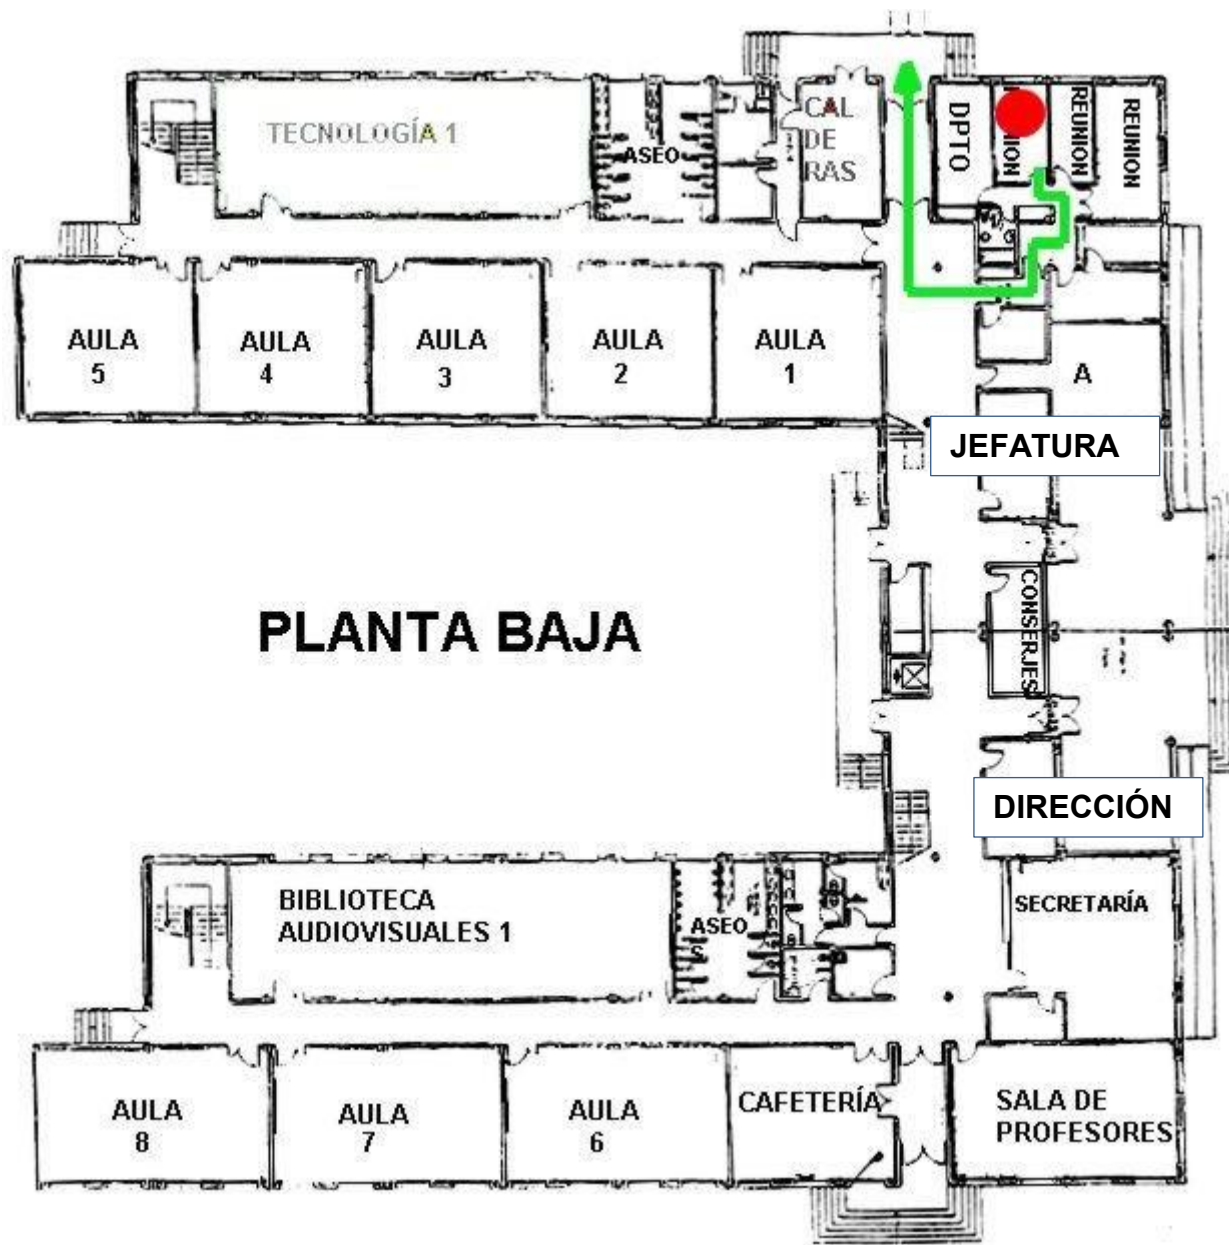 TECNOLOGÍA 1
ASEO
CAL
DE
RAS
DPTO
REUNION
REUNION
AULA
5
AULA
4
AULA
3
AULA
2
AULA
1
A
JEFATURA
PLANTA BAJA
CONSERJES
DIRECCIÓN
BIBLIOTECA
AUDIOVISUALES 1
ASEO
SECRETARÍA
AULA
8
AULA
7
AULA
6
CAFETERÍA
SALA DE
PROFESORES